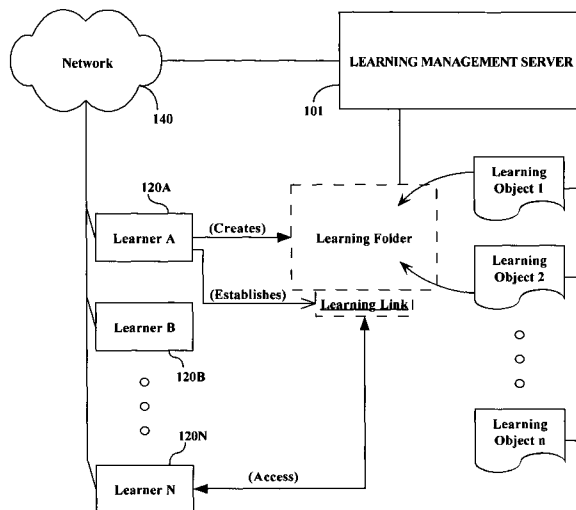 Network
LEARNING MANAGEMENT SERVER
140
101
120A
Learner A
(Creates)
Learning Folder
Learning
Object 1
(Establishes)
Learning Link
Learning
Object 2
Learner B
120B
120N
Learner N
(Access)
Learning
Object n